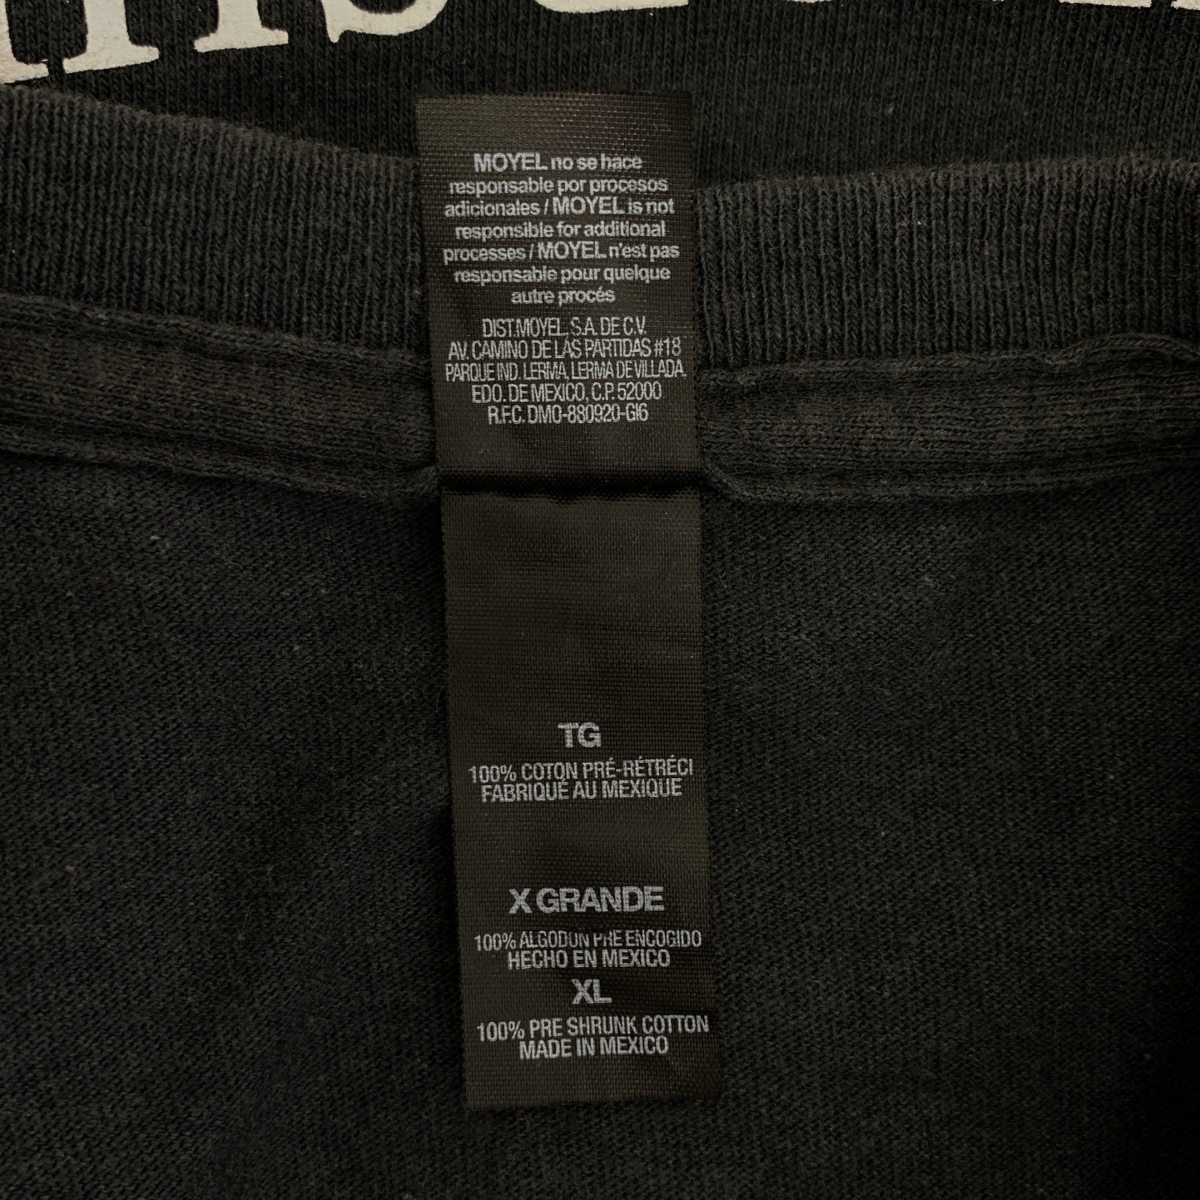 MOYEL no se hace
responsable por procesos
adicionales / MOYEL is not
responsible for additional
processes / MOYEL n'est pas
responsable pour quelque
autre procés
DIST.MOYEL, S.A. DE C.V.
AV. CAMINO DE LAS PARTIDAS #18
PARQUE IND. LERMA, LERMA DE VILLADA,
EDO. DE MEXICO, C.P. 52000
R.F.C. DMO-880920-GI6
TG
100% COTON PRÉ-RÉTRÉCI
FABRIQUÉ AU MEXIQUE
X GRANDE
100% ALGODON PRE ENCOGIDO
HECHO EN MEXICO
XL
100% PRE SHRUNK COTTON
MADE IN MEXICO